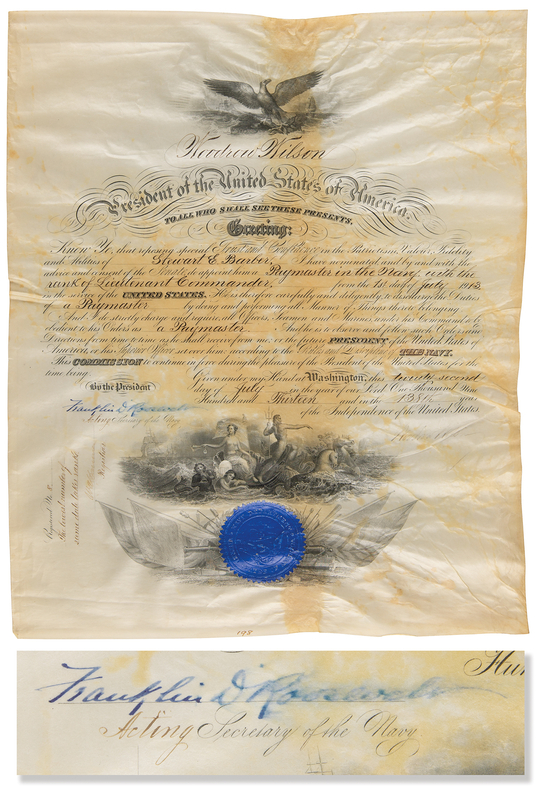 Woodrow Wilson
President of the United States of America.
TO ALL WHO SHALL SEE THESE PRESENTS,
Greeting:
Know Ye, that reposing special Trust and Confidence in the Patriotism, Valor, Fidelity
and Abilities of Stewart E. Barber, I have nominated and by and with the
advice and consent of the Senate, do appoint him a Paymaster in the Navy with the
rank of Lieutenant Commander, from the 1st day of July 1913
in the service of the UNITED STATES. He is therefore carefully and diligently to discharge the Duties
of a Paymaster by doing and performing all Manner of Things thereto belonging.
And I do strictly charge and require all Officers, Seamen and Marines under his Command to be
obedient to his Orders as a Paymaster. And he is to observe and follow such Orders and
Directions from time to time as he shall receive from me, or the future PRESIDENT of the United States of
America, or his Superior Officer set over him, according to the Rules and Discipline of THE NAVY.
This COMMISSION to continue in force during the pleasure of the President of the United States for the
time being.
Given under my Hand at Washington, this twenty second
By the President day of July in the year of our Lord One Thousand Nine
Hundred and Thirteen and in the 138th year
of the Independence of the United States
Franklin D Roosevelt
Acting Secretary of the Navy
198
Hun
Franklin D Roosevelt
Acting Secretary of the Navy